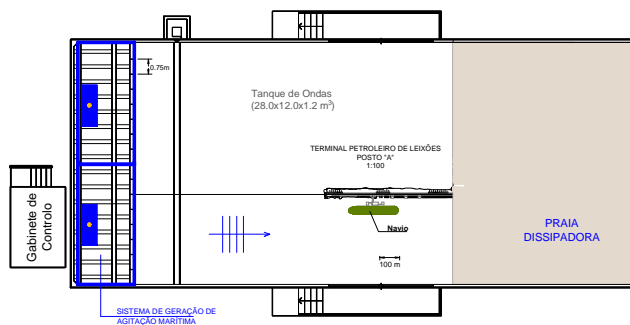 0.75m
Tanque de Ondas
(28.0x12.0x1.2 m³)
TERMINAL PETROLEIRO DE LEIXÕES
POSTO "A"
1:100
Gabinete de
Controlo
Navio
PRAIA
DISSIPADORA
100 m
SISTEMA DE GERAÇÃO DE
AGITAÇÃO MARÍTIMA